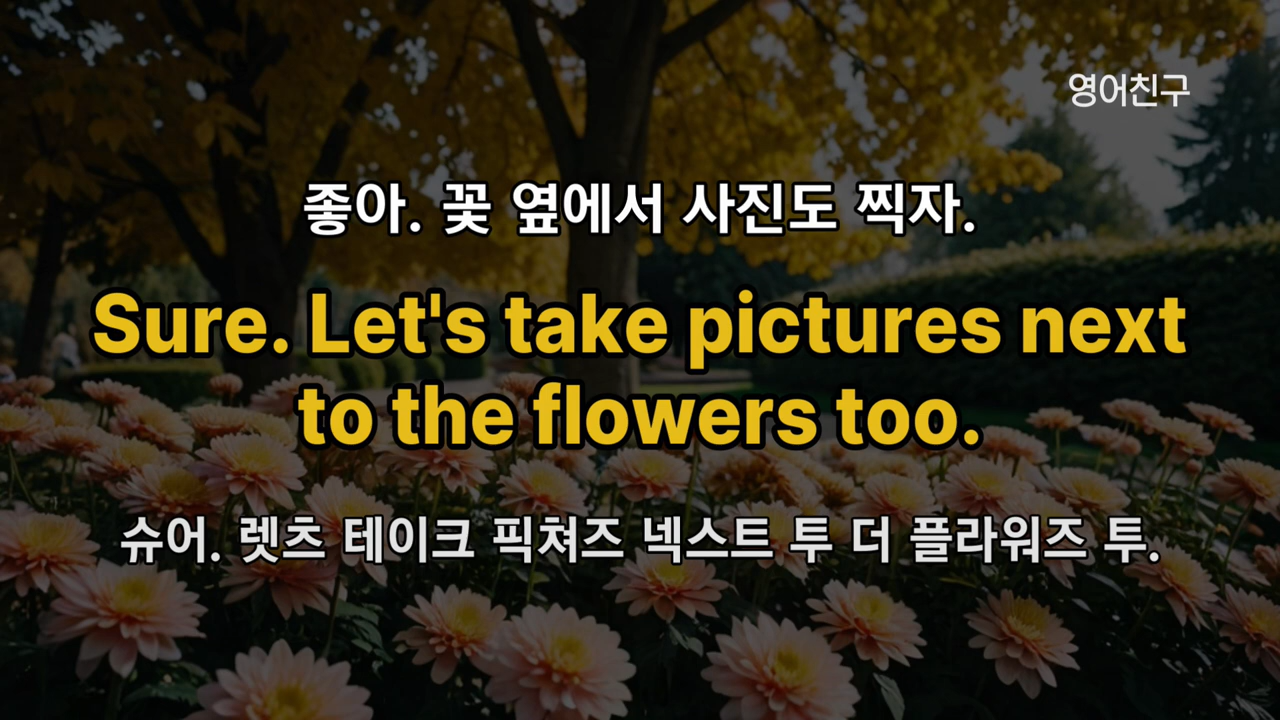 영어친구
좋아. 꽃 옆에서 사진도 찍자.
Sure. Let's take pictures next
to the flowers too.
슈어. 렛츠 테이크 픽쳐즈 넥스트 투 더 플라워즈 투.